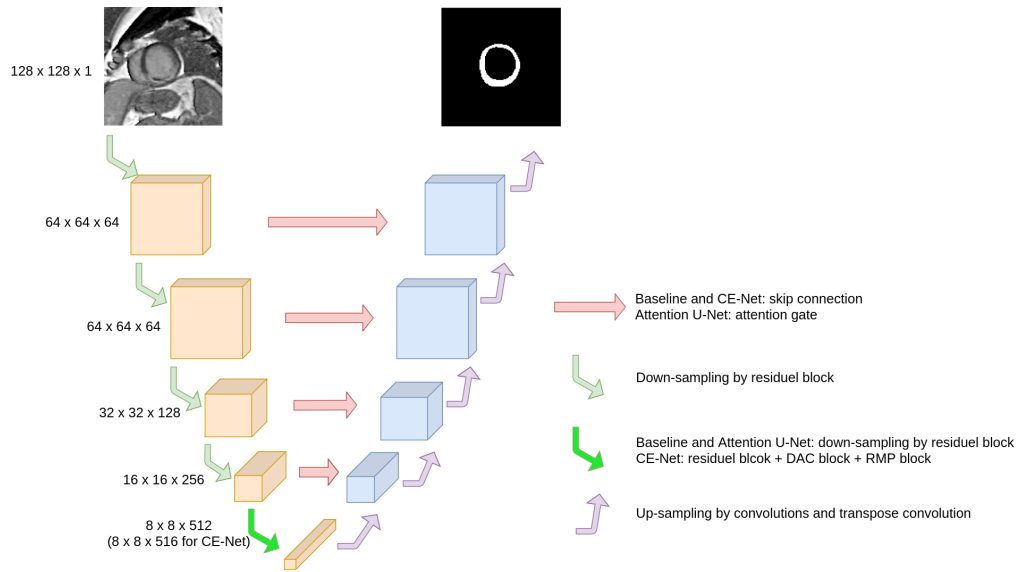 128 x 128 x 1
64 x 64 x 64
64 x 64 x 64
32 x 32 x 128
16 x 16 x 256
8 x 8 x 512
(8 x 8 x 516 for CE-Net)
Baseline and CE-Net: skip connection
Attention U-Net: attention gate
Down-sampling by residuel block
Baseline and Attention U-Net: down-sampling by residuel block
CE-Net: residuel blcok + DAC block + RMP block
Up-sampling by convolutions and transpose convolution